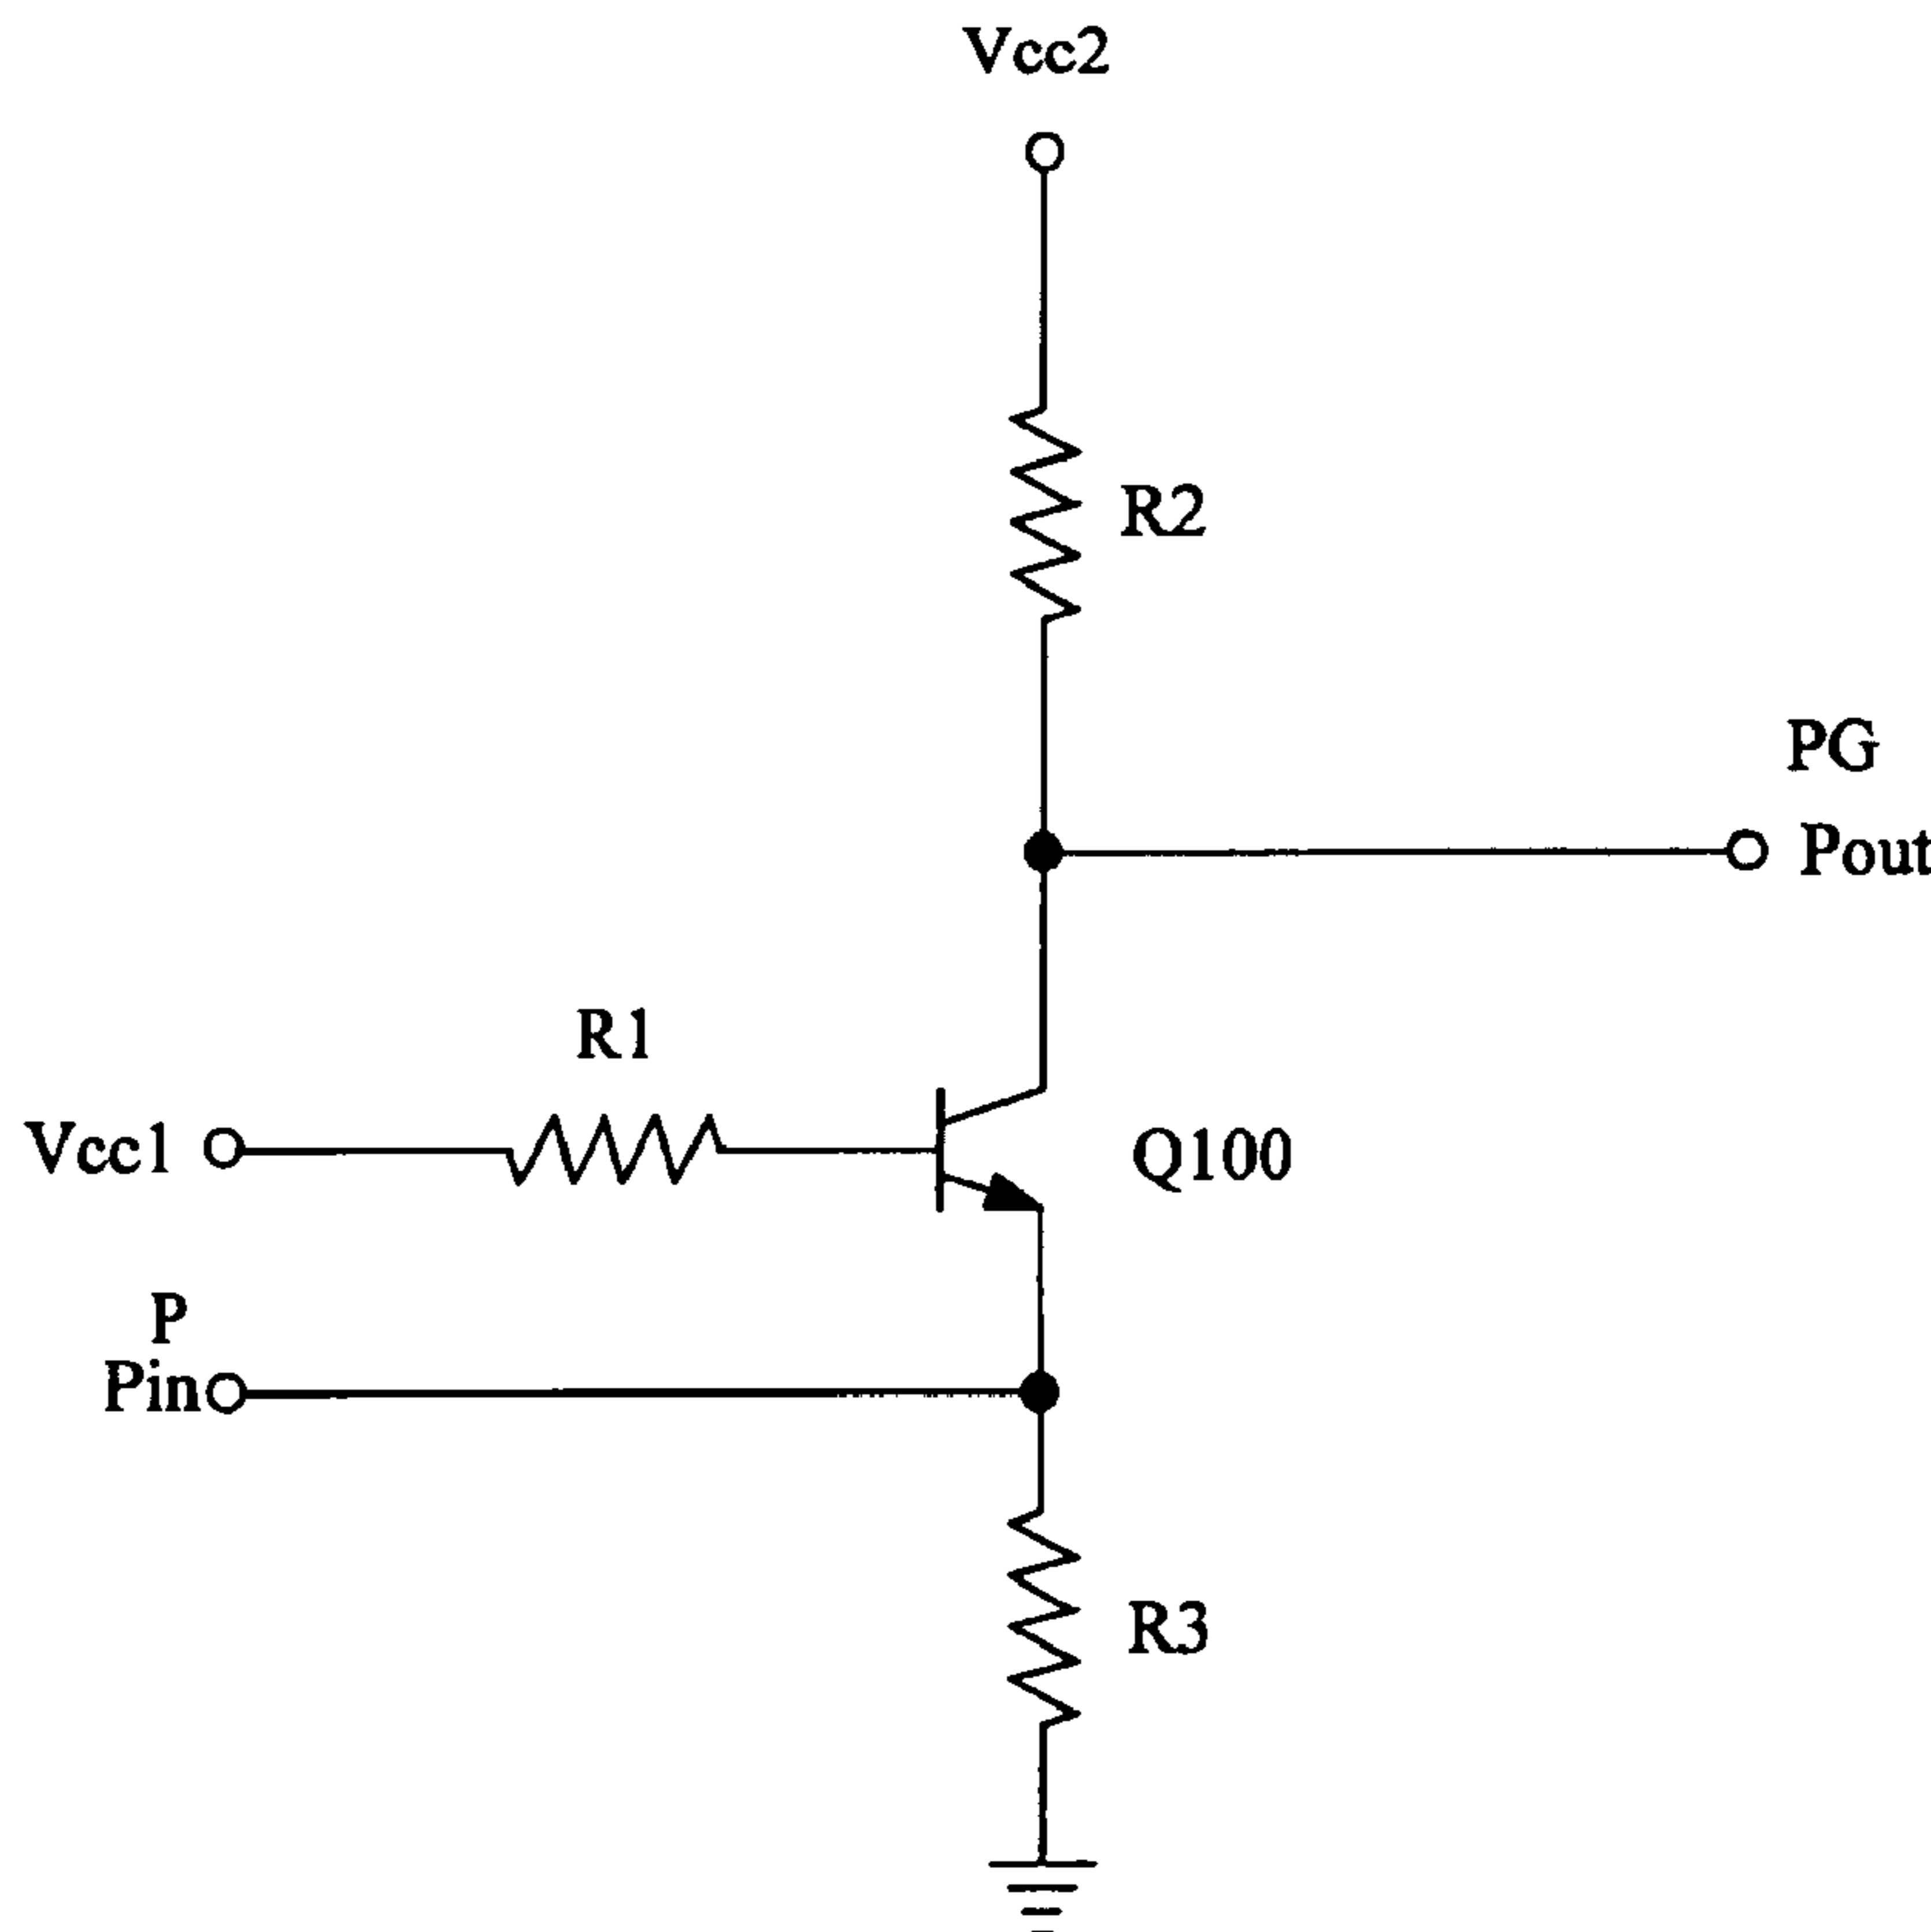 Vcc2
R2
PG
Pout
R1
Vcc1
Q100
P
Pin
R3